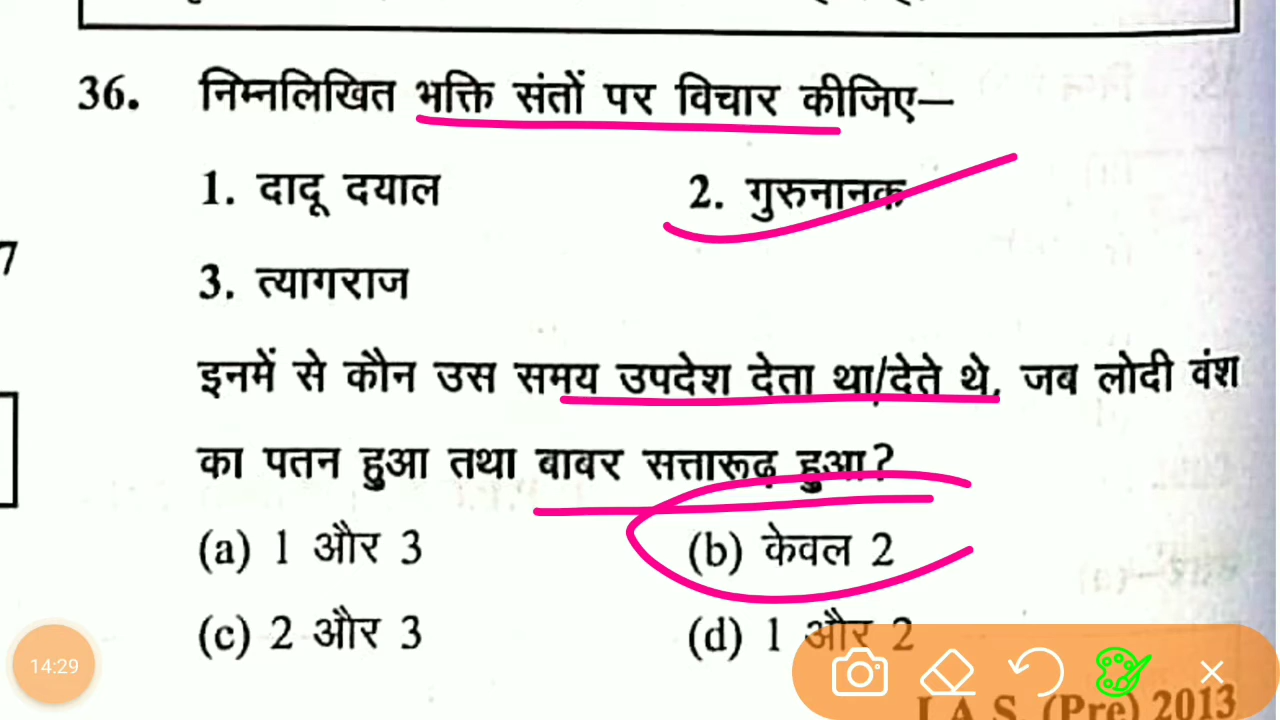 36. निम्नलिखित भक्ति संतों पर विचार कीजिए—
1. दादू दयाल 2. गुरुनानक
7
3. त्यागराज
इनमें से कौन उस समय उपदेश देता था/देते थे, जब लोदी वंश
का पतन हुआ तथा बाबर सत्तारूढ़ हुआ?
(a) 1 और 3 (b) केवल 2
(c) 2 और 3 (d) 1 और 2
14:29
I.A.S. (Pre) 2013